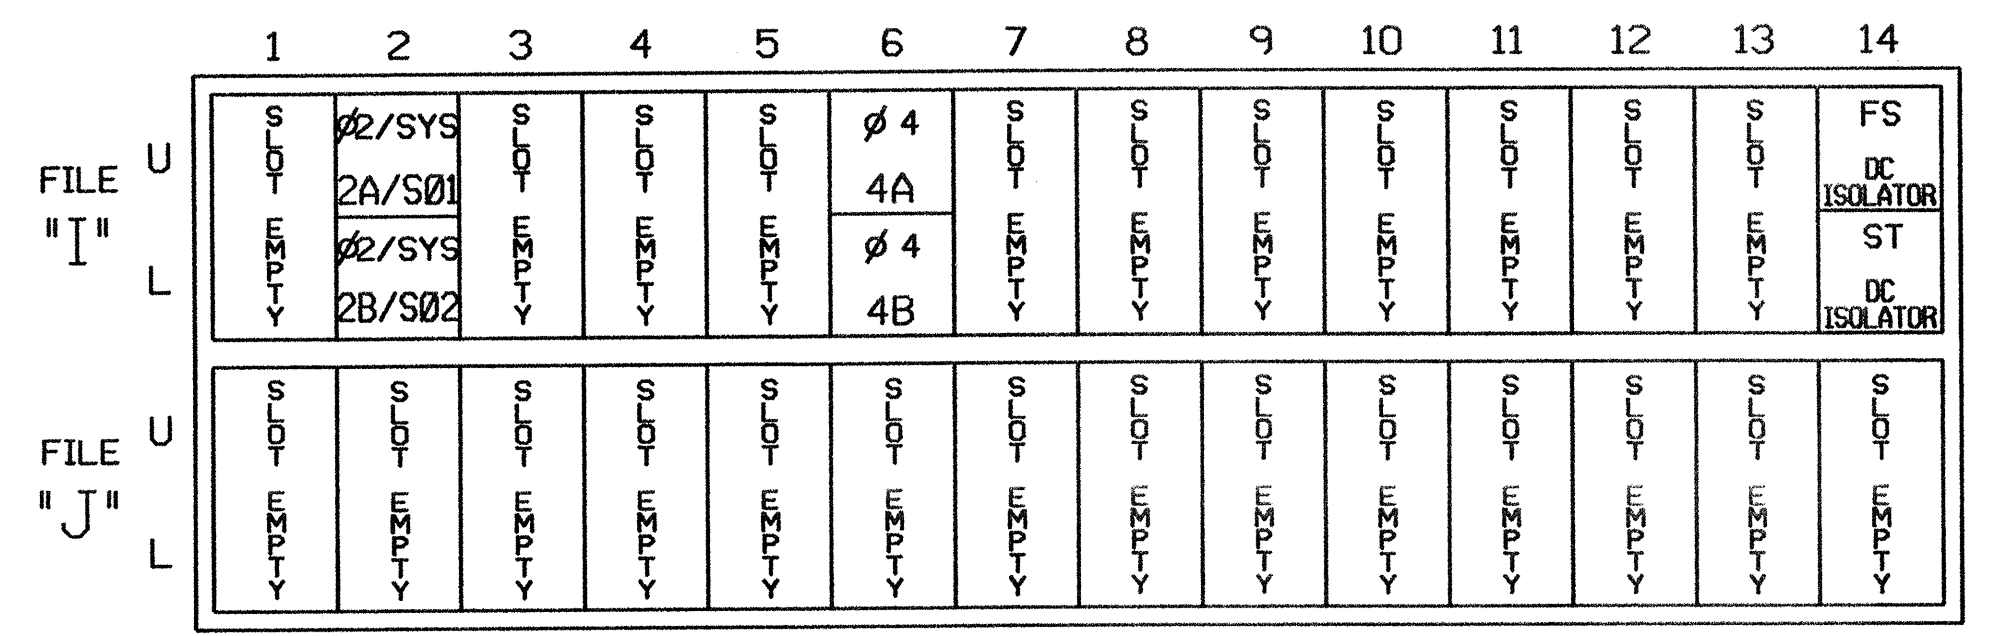 1 2 3 4 5 6 7 8 9 10 11 12 13 14
FILE "I"
U
L
SLOT EMPTY
Ø2/SYS
2A/SØ1
Ø2/SYS
2B/SØ2
SLOT EMPTY
SLOT EMPTY
SLOT EMPTY
Ø 4
4A
Ø 4
4B
SLOT EMPTY
SLOT EMPTY
SLOT EMPTY
SLOT EMPTY
SLOT EMPTY
SLOT EMPTY
SLOT EMPTY
FS
DC
ISOLATOR
ST
DC
ISOLATOR
FILE "J"
U
L
SLOT EMPTY
SLOT EMPTY
SLOT EMPTY
SLOT EMPTY
SLOT EMPTY
SLOT EMPTY
SLOT EMPTY
SLOT EMPTY
SLOT EMPTY
SLOT EMPTY
SLOT EMPTY
SLOT EMPTY
SLOT EMPTY
SLOT EMPTY